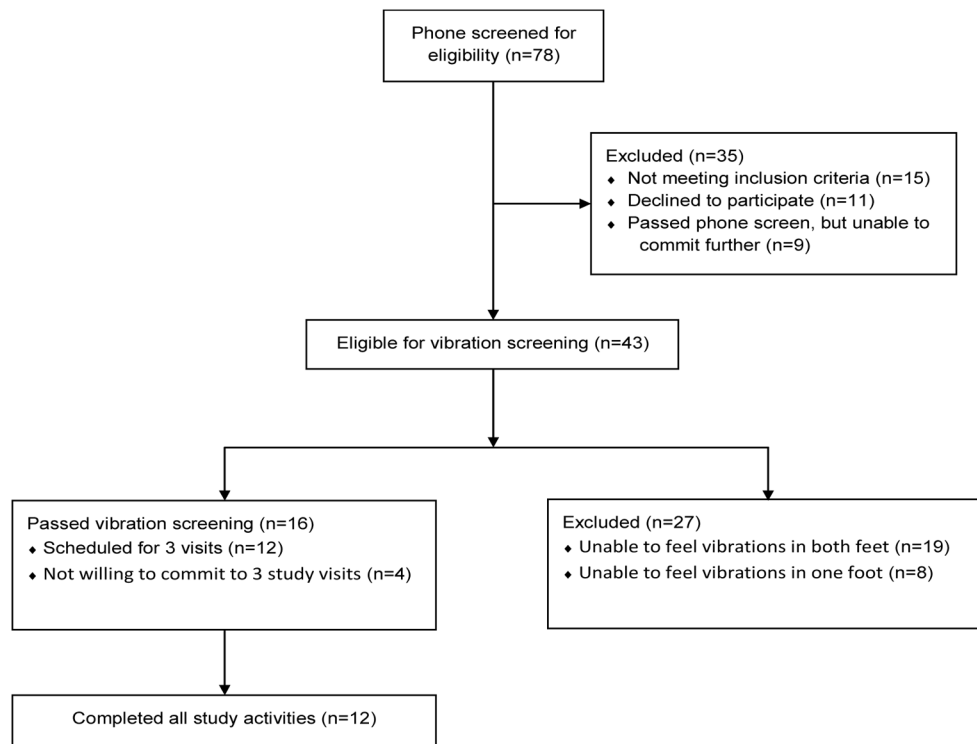 Phone screened for
eligibility (n=78)
Excluded (n=35)
⬧ Not meeting inclusion criteria (n=15)
⬧ Declined to participate (n=11)
⬧ Passed phone screen, but unable to
commit further (n=9)
Eligible for vibration screening (n=43)
Passed vibration screening (n=16)
⬧ Scheduled for 3 visits (n=12)
⬧ Not willing to commit to 3 study visits (n=4)
Excluded (n=27)
⬧ Unable to feel vibrations in both feet (n=19)
⬧ Unable to feel vibrations in one foot (n=8)
Completed all study activities (n=12)